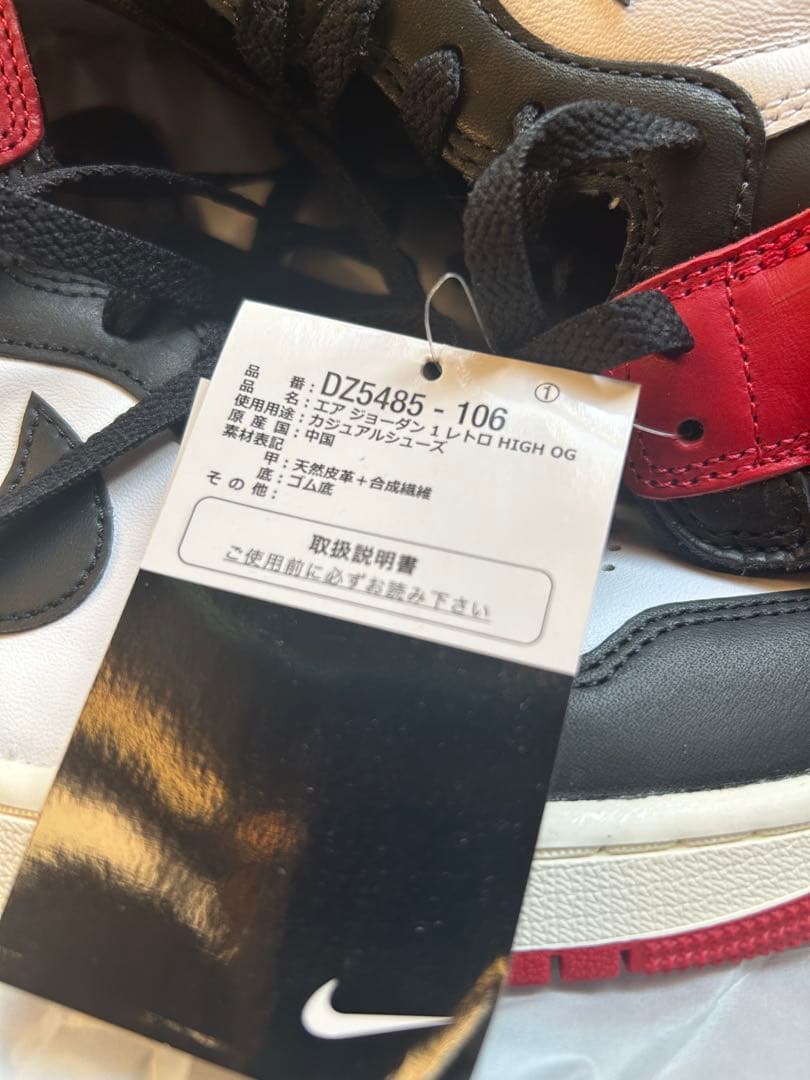 ①
品番：DZ5485 - 106
品名：エア ジョーダン 1 レトロ HIGH OG
使用用途：カジュアルシューズ
原産国：中国
素材表記
甲：天然皮革＋合成繊維
底：ゴム底
その他：
取扱説明書
ご使用前に必ずお読み下さい